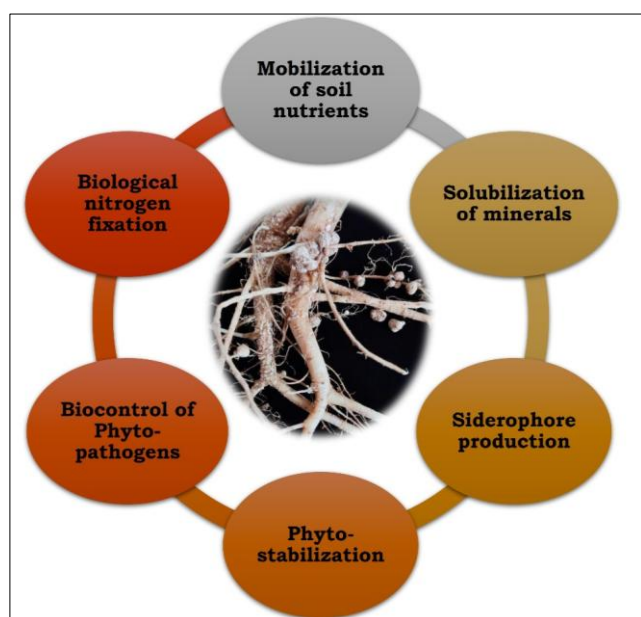 Mobilization
of soil
nutrients
Solubilization
of minerals
Siderophore
production
Phyto-
stabilization
Biocontrol of
Phyto-
pathogens
Biological
nitrogen
fixation